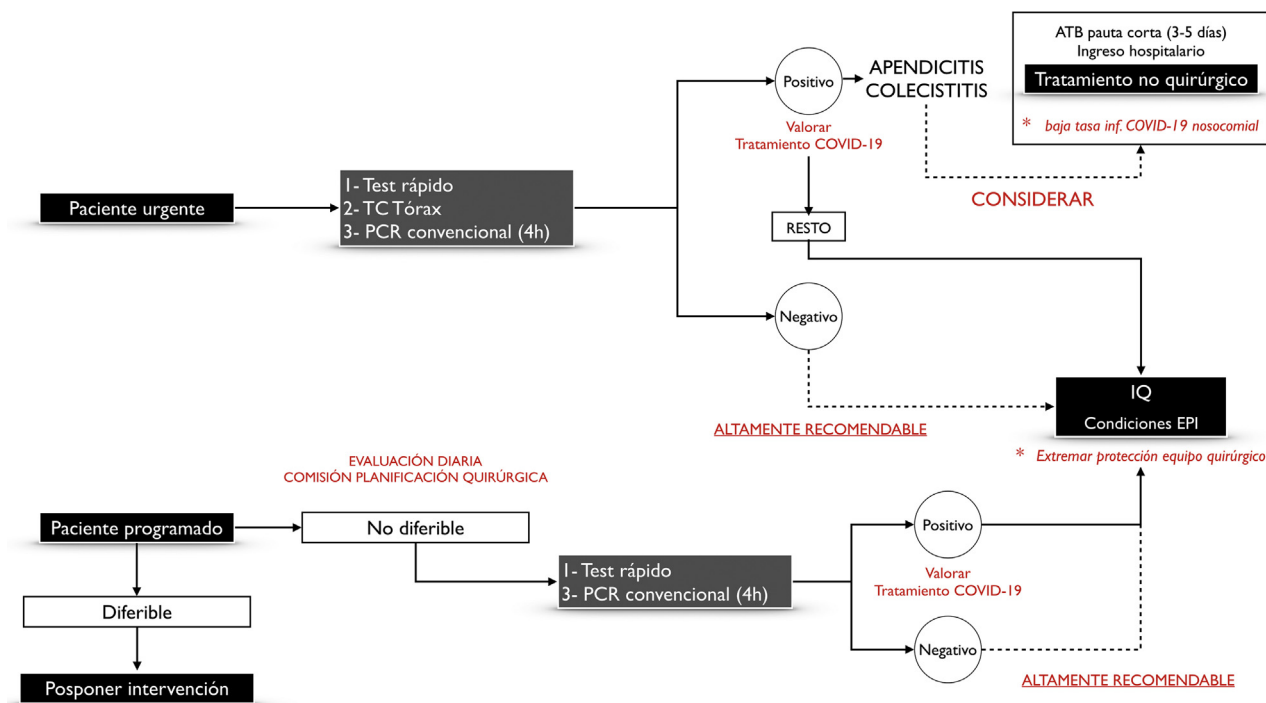 ATB pauta corta (3-5 días)
Ingreso hospitalario
Tratamiento no quirúrgico
* baja tasa inf. COVID-19 nosocomial
Positivo
APENDICITIS
COLECISTITIS
Valorar
Tratamiento COVID-19
CONSIDERAR
Paciente urgente
1- Test rápido
2- TC Tórax
3- PCR convencional (4h)
RESTO
Negativo
ALTAMENTE RECOMENDABLE
IQ
Condiciones EPI
* Extremar protección equipo quirúrgico
EVALUACIÓN DIARIA
COMISIÓN PLANIFICACIÓN QUIRÚRGICA
Paciente programado
No diferible
1- Test rápido
3- PCR convencional (4h)
Positivo
Valorar
Tratamiento COVID-19
Negativo
ALTAMENTE RECOMENDABLE
Diferible
Posponer intervención